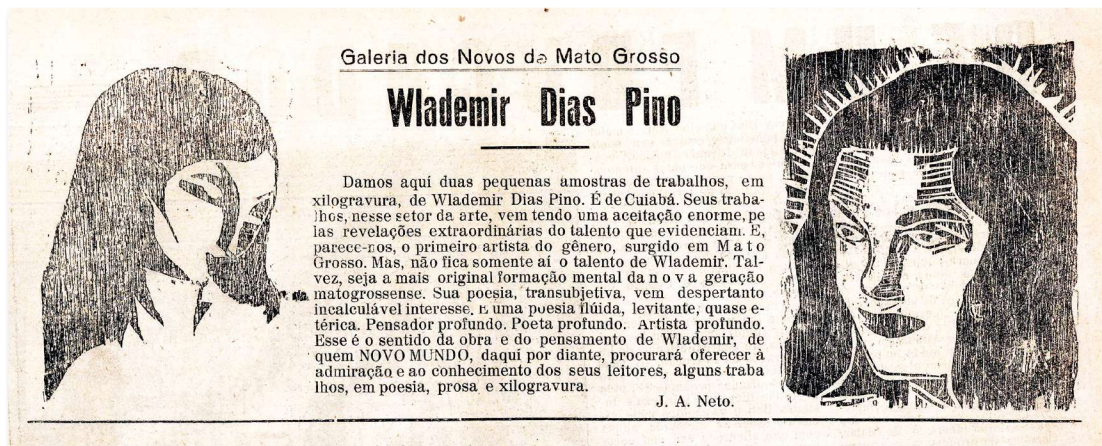 Galeria dos Novos de Mato Grosso
Wlademir Dias Pino
Damos aqui duas pequenas amostras de trabalhos, em
xilogravura, de Wlademir Dias Pino. É de Cuiabá. Seus traba-
lhos, nesse setor da arte, vem tendo uma aceitação enorme, pe
las revelações extraordinárias do talento que evidenciam. E,
parece-nos, o primeiro artista do gênero, surgido em Mato
Grosso. Mas, não fica somente aí o talento de Wlademir. Tal-
vez, seja a mais original formação mental da nova geração
matogrossense. Sua poesia, transubjetiva, vem despertanto
incalculável interesse. E uma poesia flúida, levitante, quase e-
térica. Pensador profundo. Poeta profundo. Artista profundo.
Esse é o sentido da obra e do pensamento de Wlademir, de
quem NOVO MUNDO, daqui por diante, procurará oferecer à
admiração e ao conhecimento dos seus leitores, alguns traba
lhos, em poesia, prosa e xilogravura.
J. A. Neto.